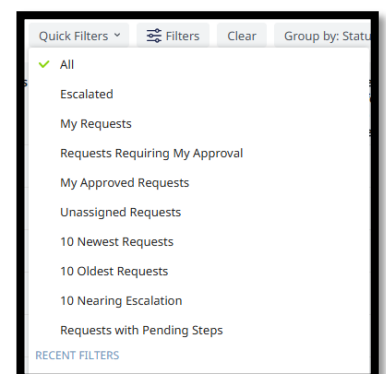 Quick Filters Filters Clear Group by: Statu
All
Escalated
My Requests
Requests Requiring My Approval
My Approved Requests
Unassigned Requests
10 Newest Requests
10 Oldest Requests
10 Nearing Escalation
Requests with Pending Steps
RECENT FILTERS